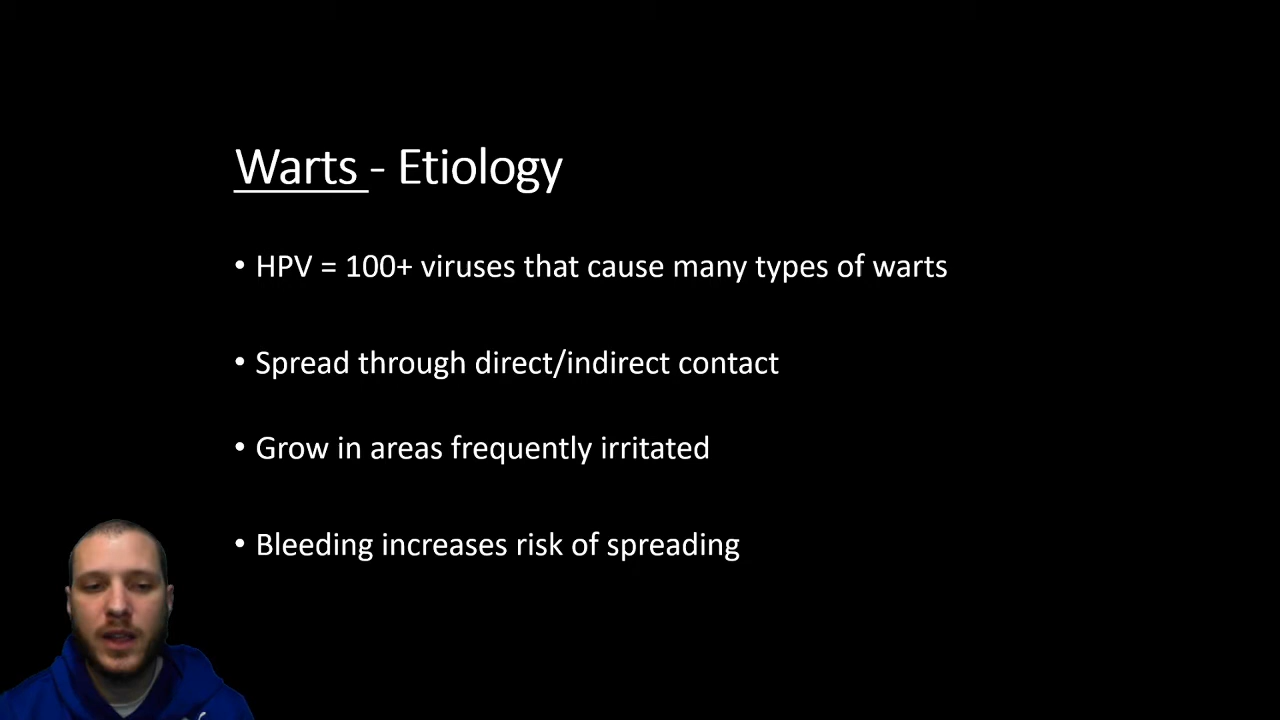 Warts - Etiology
• HPV = 100+ viruses that cause many types of warts
• Spread through direct/indirect contact
• Grow in areas frequently irritated
• Bleeding increases risk of spreading